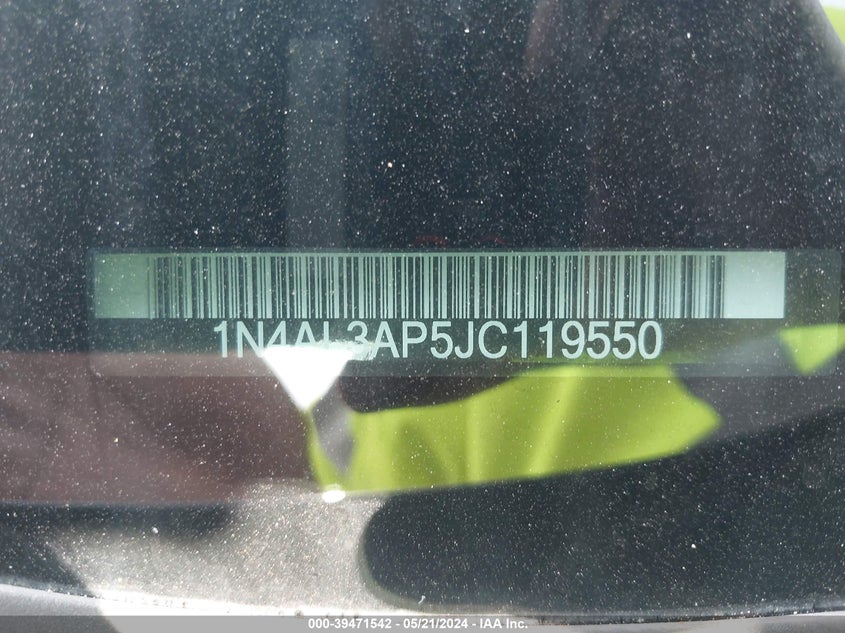 1N4AL3AP5JC119550
000-39471542 / 05/21/2024 - IAA Inc.